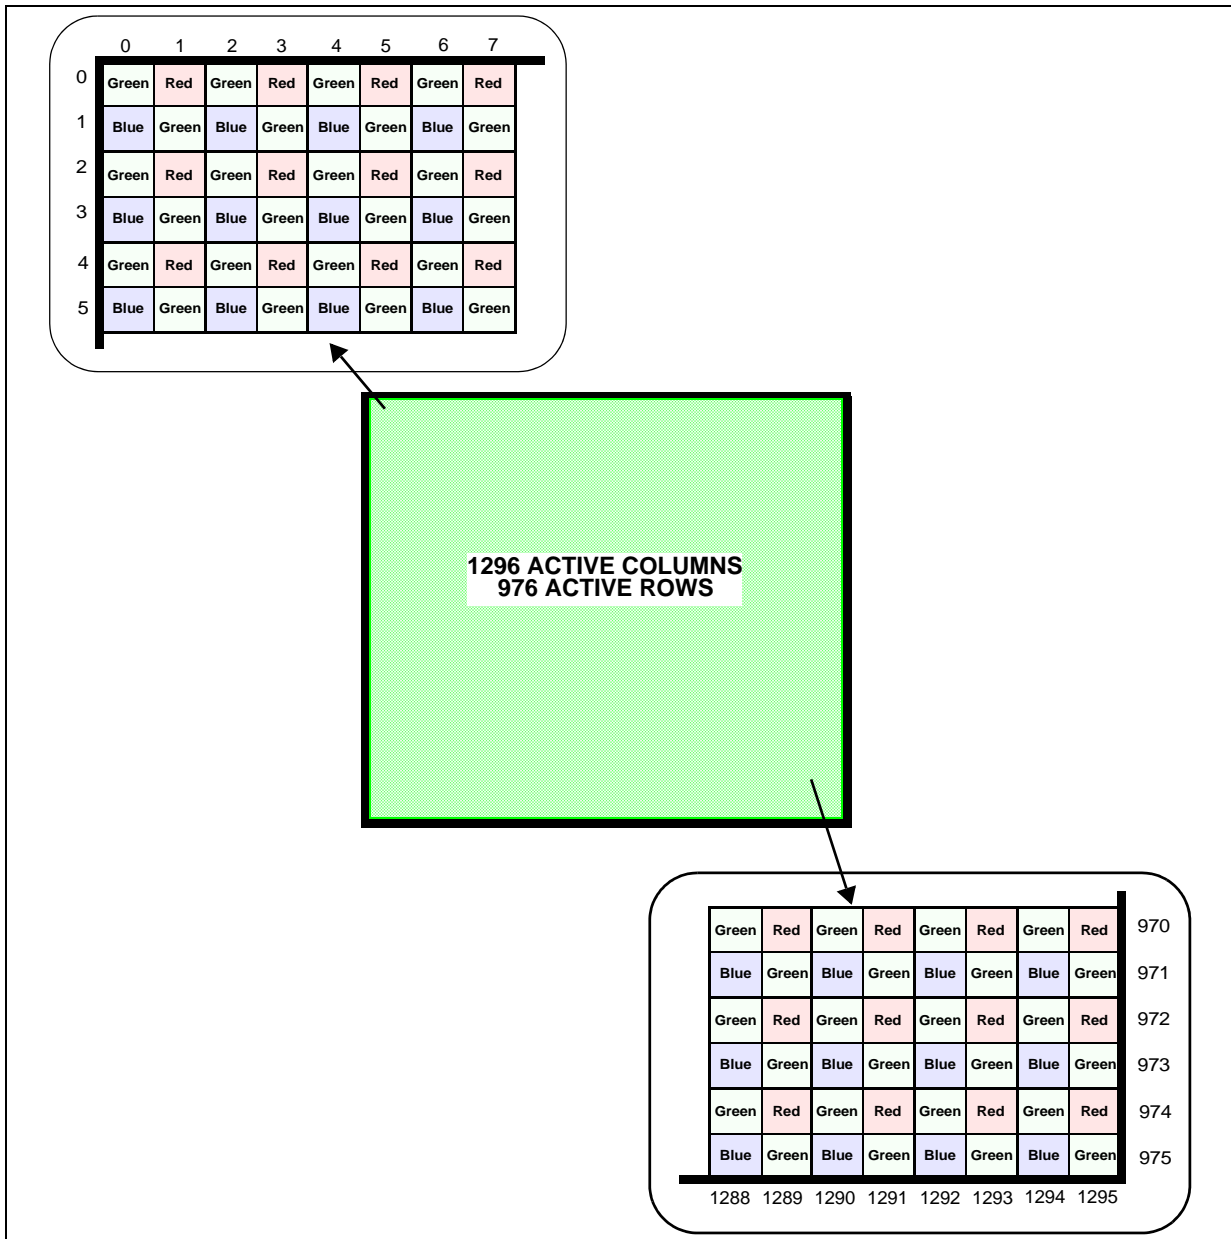 0 1 2 3 4 5 6 7
0 Green Red Green Red Green Red Green Red
1 Blue Green Blue Green Blue Green Blue Green
2 Green Red Green Red Green Red Green Red
3 Blue Green Blue Green Blue Green Blue Green
4 Green Red Green Red Green Red Green Red
5 Blue Green Blue Green Blue Green Blue Green
1296 ACTIVE COLUMNS
976 ACTIVE ROWS
Green Red Green Red Green Red Green Red 970
Blue Green Blue Green Blue Green Blue Green 971
Green Red Green Red Green Red Green Red 972
Blue Green Blue Green Blue Green Blue Green 973
Green Red Green Red Green Red Green Red 974
Blue Green Blue Green Blue Green Blue Green 975
1288 1289 1290 1291 1292 1293 1294 1295